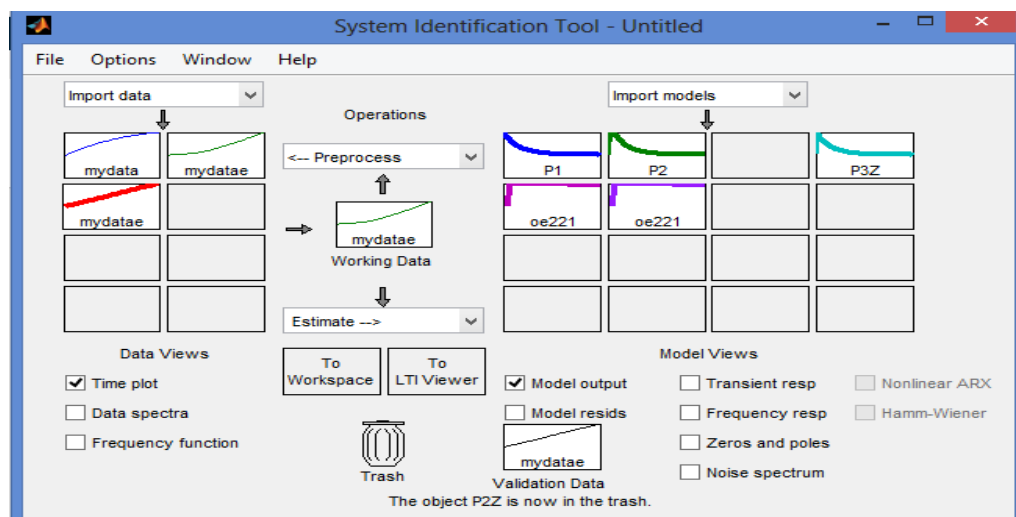 System Identification Tool - Untitled
File Options Window Help
Import data
Import models
Operations
mydata mydatae
<-- Preprocess
P1 P2 P3Z
mydatae
mydatae
Working Data
oe221 oe221
Estimate -->
Data Views
To Workspace
To LTI Viewer
Model Views
Time plot
Data spectra
Frequency function
Model output
Model resids
Transient resp
Frequency resp
Zeros and poles
Noise spectrum
Nonlinear ARX
Hamm-Wiener
Trash
mydatae
Validation Data
The object P2Z is now in the trash.